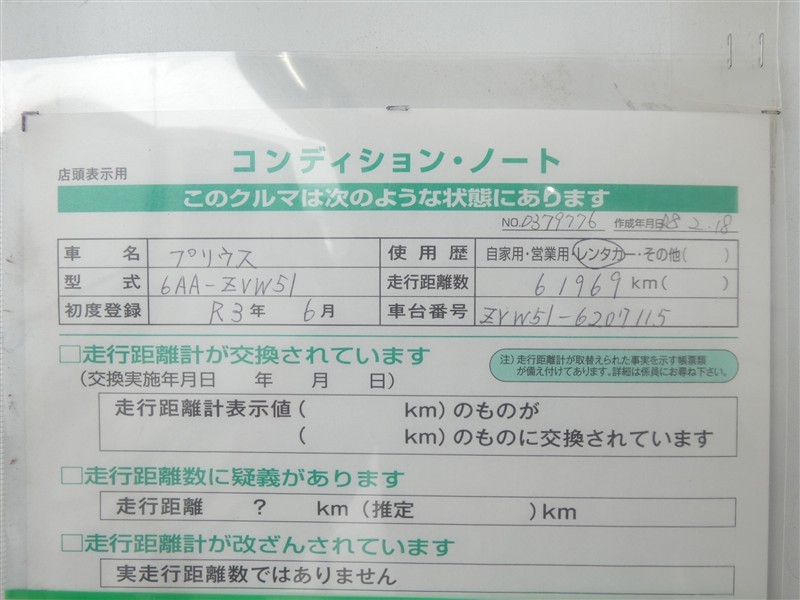 店頭表示用
コンディション・ノート
このクルマは次のような状態にあります
NO. 0379776 作成年月日 R8.2.18
車名 プリウス 使用歴 自家用・営業用・レンタカー・その他( )
型式 6AA-ZVW51 走行距離数 61969 km( )
初度登録 R3年 6月 車台番号 ZVW51-6207115
□走行距離計が交換されています
(交換実施年月日 年 月 日)
注)走行距離計が取替えられた事実を示す帳票類
が備え付けてあります。詳細は係員にお尋ね下さい。
走行距離計表示値( km)のものが
( km)のものに交換されています
□走行距離数に疑義があります
走行距離 ? km(推定 )km
□走行距離計が改ざんされています
実走行距離数ではありません